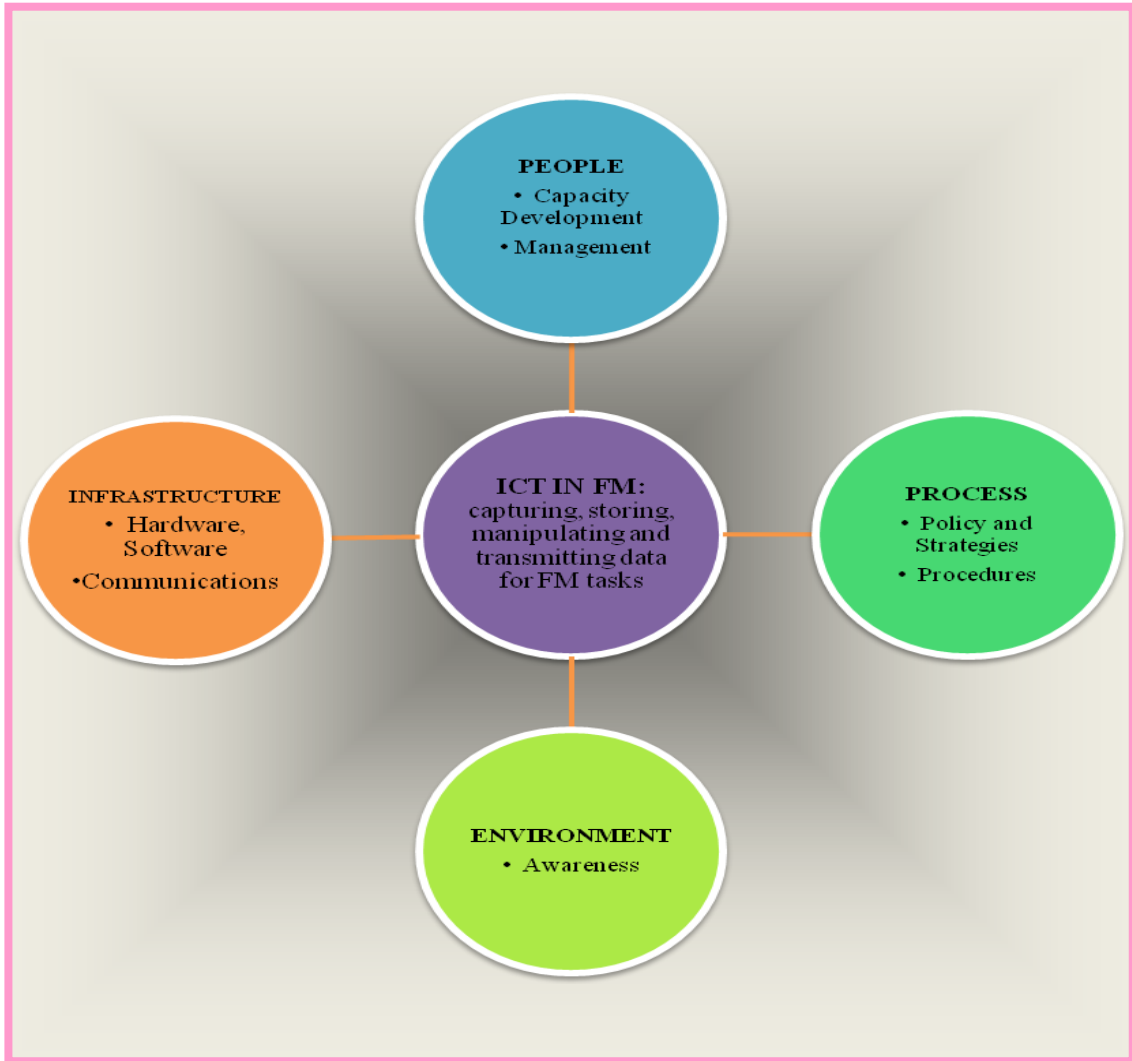 PEOPLE
• Capacity
Development
• Management
INFRASTRUCTURE
• Hardware,
Software
•Communications
ICT IN FM:
capturing, storing,
manipulating and
transmitting data
for FM tasks
PROCESS
• Policy and
Strategies
• Procedures
ENVIRONMENT
• Awareness